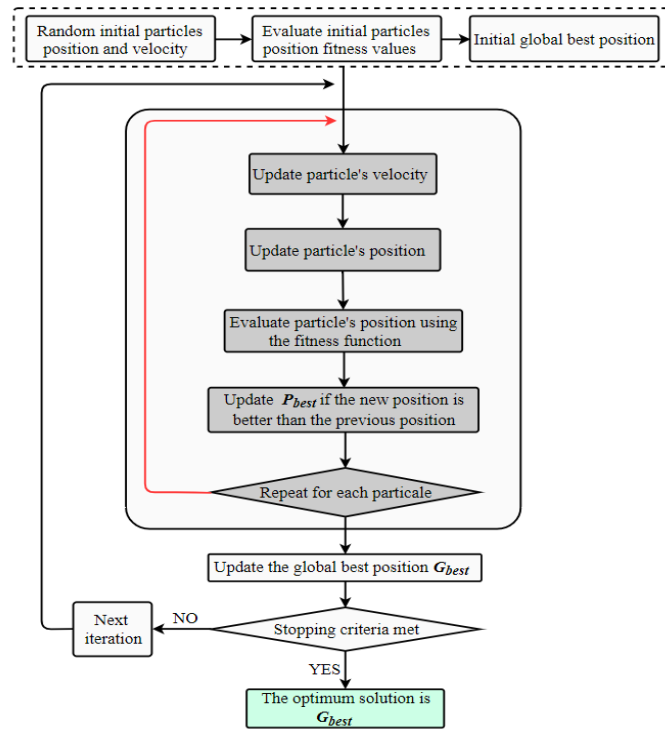 Random initial particles
position and velocity
Evaluate initial particles
position fitness values
Initial global best position
Update particle's velocity
Update particle's position
Evaluate particle's position using
the fitness function
Update P_best if the new position is
better than the previous position
Repeat for each particale
Update the global best position G_best
Stopping criteria met
NO
Next
iteration
YES
The optimum solution is
G_best